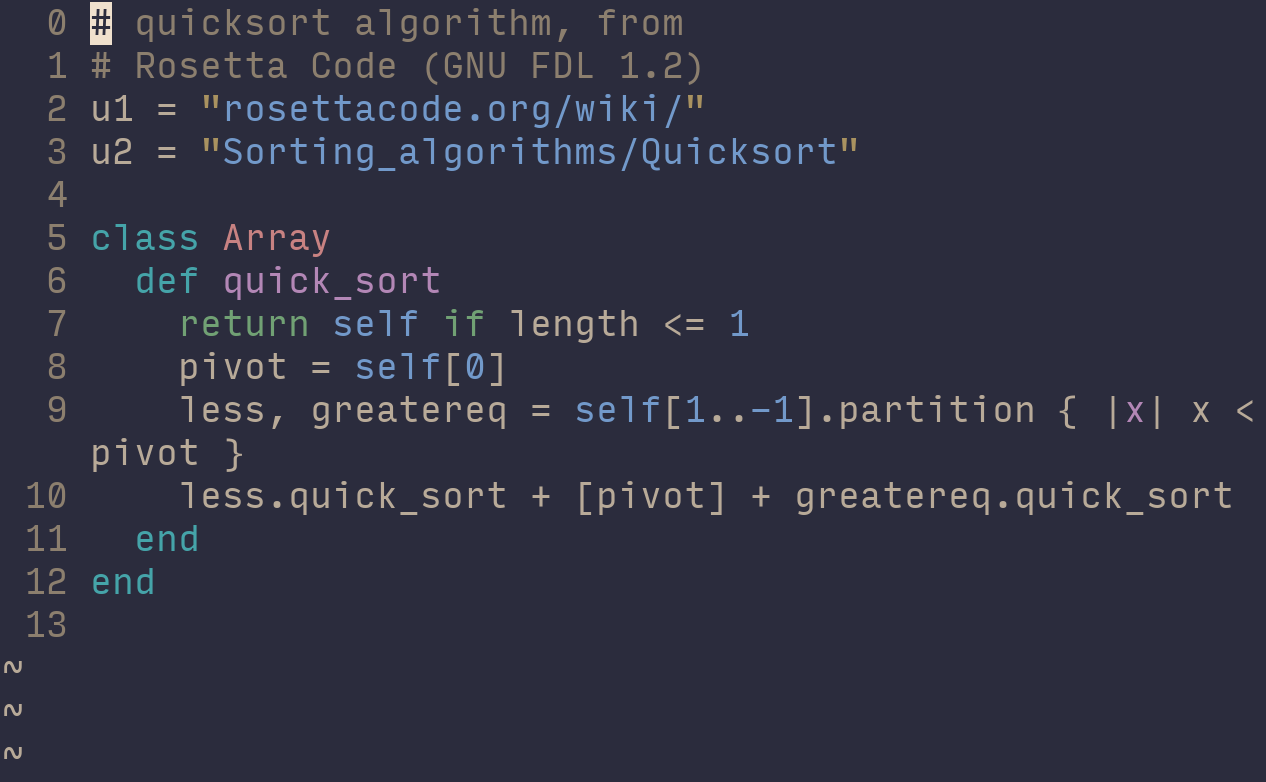 0 # quicksort algorithm, from
1 # Rosetta Code (GNU FDL 1.2)
2 u1 = "rosettacode.org/wiki/"
3 u2 = "Sorting_algorithms/Quicksort"
4
5 class Array
6   def quick_sort
7     return self if length <= 1
8     pivot = self[0]
9     less, greatereq = self[1..-1].partition { |x| x <
pivot }
10     less.quick_sort + [pivot] + greatereq.quick_sort
11   end
12 end
13
~
~
~